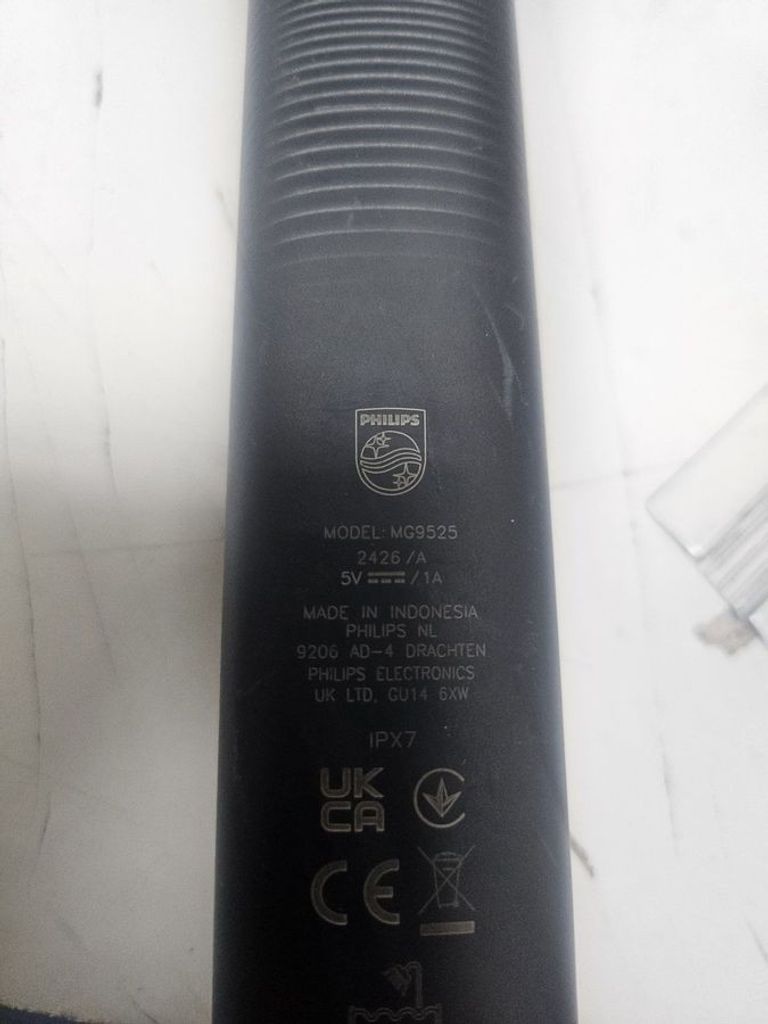 PHILIPS
MODEL: MG9525
2426/A
5V ⎓ /1A
MADE IN INDONESIA
PHILIPS NL
9206 AD-4 DRACHTEN
PHILIPS ELECTRONICS
UK LTD, GU14 6XW
IPX7
UK
CA
CE